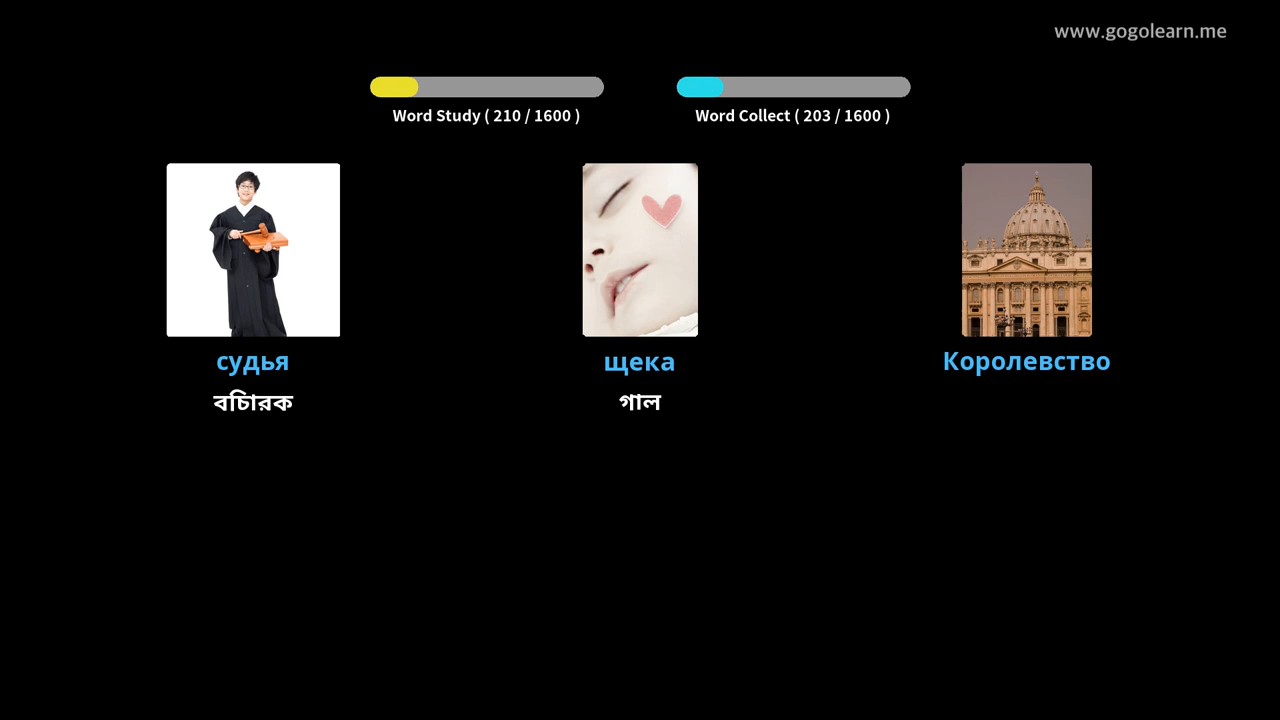 www.gogolearn.me
Word Study ( 210 / 1600 )
Word Collect ( 203 / 1600 )
судья
щека
Королевство
বিচারক
গাল